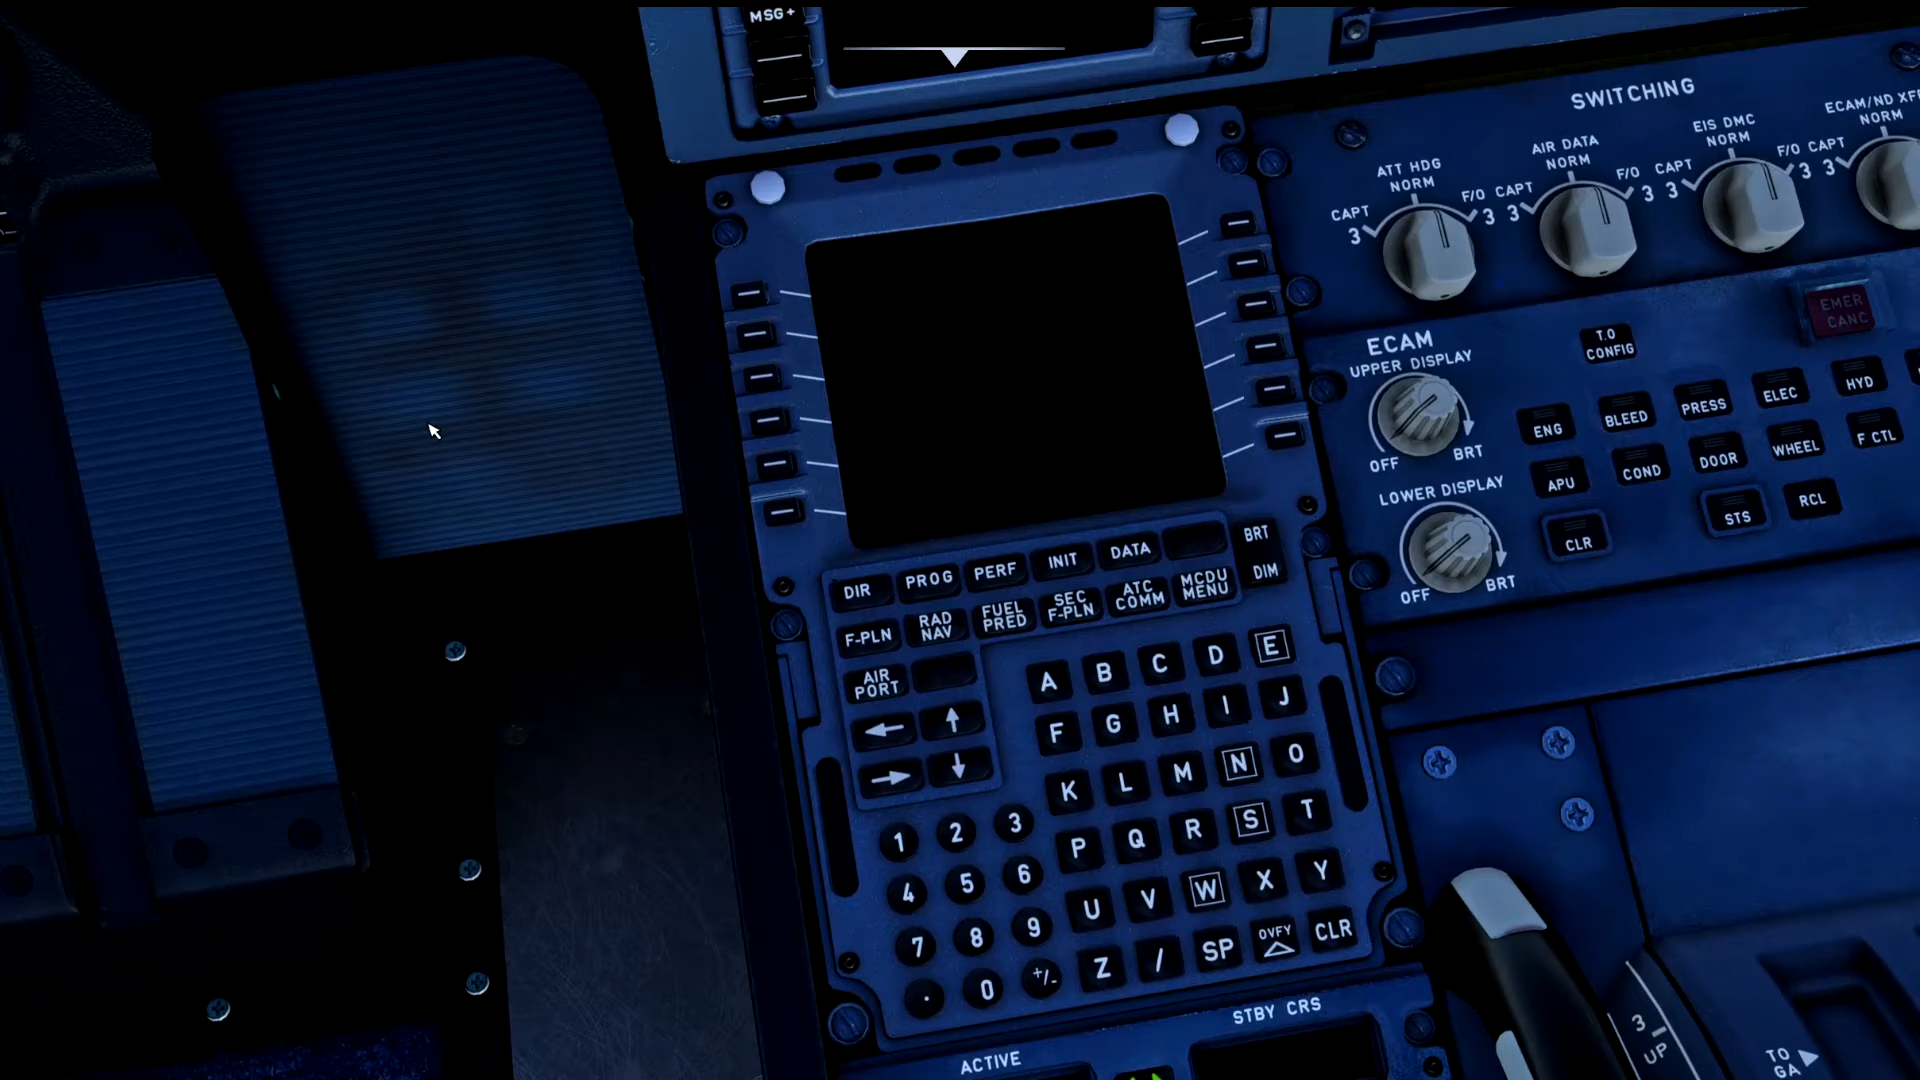 MSG+
SWITCHING
ATT HDG
NORM
CAPT
3
F/O
3
AIR DATA
NORM
CAPT
3
F/O
3
EIS DMC
NORM
CAPT
3
F/O
3
ECAM/ND XF
NORM
CAPT
3
ECAM
UPPER DISPLAY
OFF
BRT
LOWER DISPLAY
OFF
BRT
T.O
CONFIG
EMER
CANC
ENG
BLEED
PRESS
ELEC
HYD
APU
COND
DOOR
WHEEL
F CTL
CLR
STS
RCL
DIR
PROG
PERF
INIT
DATA
BRT
DIM
F-PLN
RAD
NAV
FUEL
PRED
SEC
F-PLN
ATC
COMM
MCDU
MENU
AIR
PORT
A B C D E
F G H I J
K L M N O
P Q R S T
U V W X Y
Z / SP OVFY CLR
1 2 3
4 5 6
7 8 9
. 0 +/-
ACTIVE
STBY CRS
3
UP
TO
GA